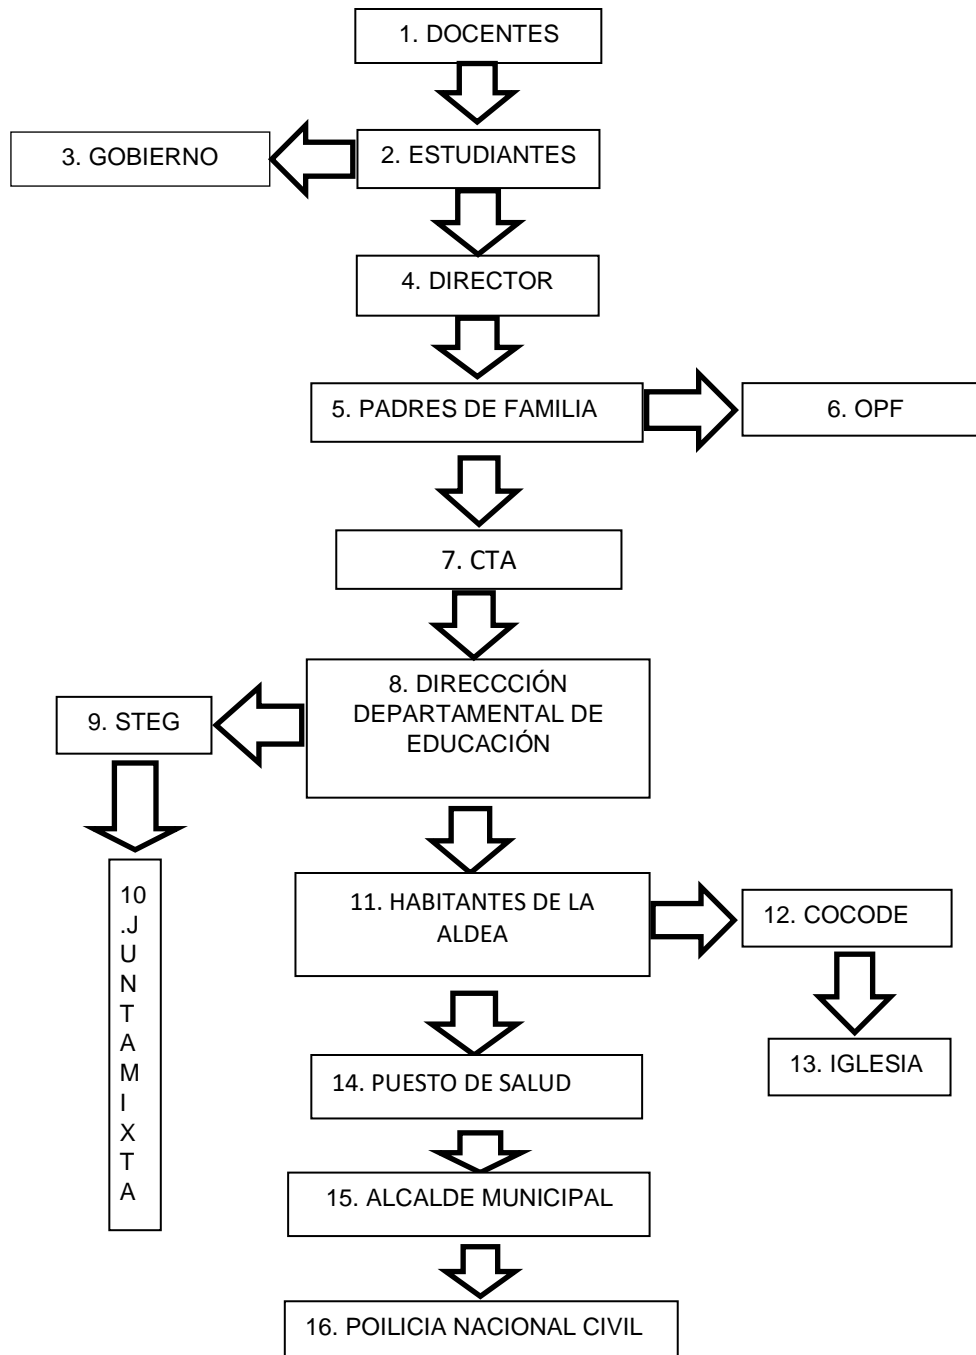 1. DOCENTES
2. ESTUDIANTES
3. GOBIERNO
4. DIRECTOR
5. PADRES DE FAMILIA
6. OPF
7. CTA
8. DIRECCCIÓN
DEPARTAMENTAL DE
EDUCACIÓN
9. STEG
10
.J
U
N
T
A
M
I
X
T
A
11. HABITANTES DE LA
ALDEA
12. COCODE
13. IGLESIA
14. PUESTO DE SALUD
15. ALCALDE MUNICIPAL
16. POILICIA NACIONAL CIVIL